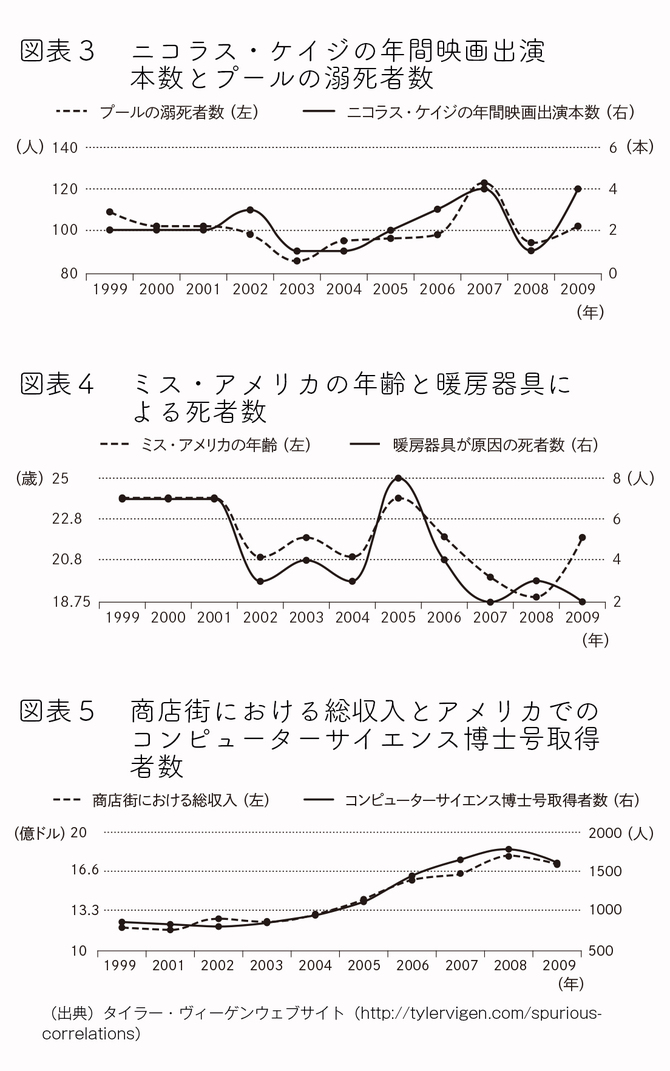 図表３　ニコラス・ケイジの年間映画出演
本数とプールの溺死者数
プールの溺死者数（左）　ニコラス・ケイジの年間映画出演本数（右）
（人）140　6（本）
120　4
100　2
80　0
1999 2000 2001 2002 2003 2004 2005 2006 2007 2008 2009
（年）
図表４　ミス・アメリカの年齢と暖房器具に
よる死者数
ミス・アメリカの年齢（左）　暖房器具が原因の死者数（右）
（歳）25　8（人）
22.8　6
20.8　4
18.75　2
1999 2000 2001 2002 2003 2004 2005 2006 2007 2008 2009
（年）
図表５　商店街における総収入とアメリカでの
コンピューターサイエンス博士号取得
者数
商店街における総収入（左）　コンピューターサイエンス博士号取得者数（右）
（億ドル）20　2000（人）
16.6　1500
13.3　1000
10　500
1999 2001 2002 2003 2004 2005 2006 2007 2008 2009
（年）
（出典）タイラー・ヴィーゲンウェブサイト（http://tylervigen.com/spurious-
correlations）